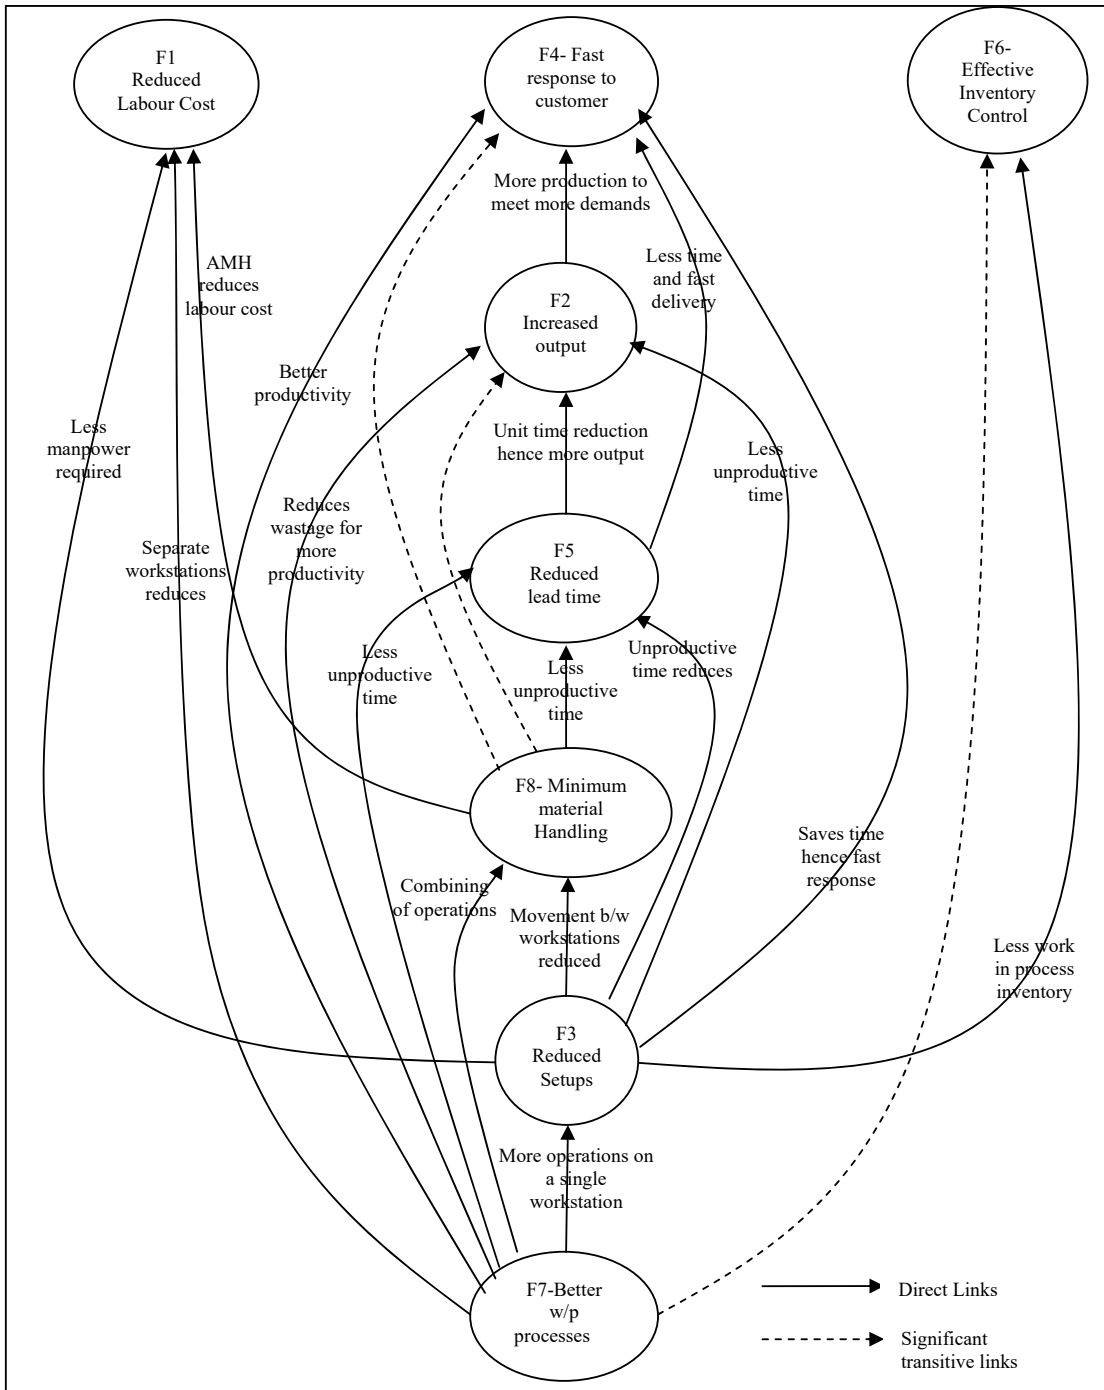 F1
Reduced
Labour Cost
F4- Fast
response to
customer
F6-
Effective
Inventory
Control
More production to
meet more demands
AMH
reduces
labour cost
Less time
and fast
delivery
F2
Increased
output
Better
productivity
Less
manpower
required
Unit time reduction
hence more output
Less
unproductive
time
Reduces
wastage for
more
productivity
Separate
workstations
reduces
F5
Reduced
lead time
Less
unproductive
time
Less
unproductive
time
Unproductive
time reduces
F8- Minimum
material
Handling
Saves time
hence fast
response
Combining
of operations
Movement b/w
workstations
reduced
Less work
in process
inventory
F3
Reduced
Setups
More operations on
a single
workstation
F7-Better
w/p
processes
Direct Links
Significant
transitive links